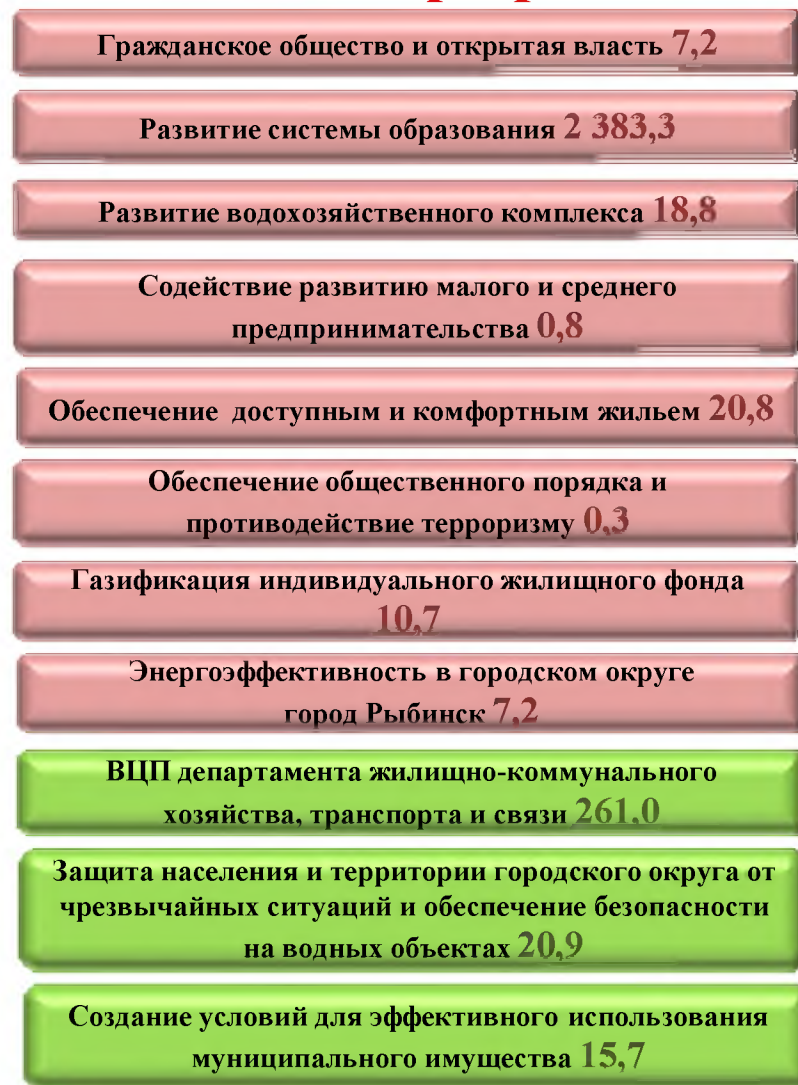 Гражданское общество и открытая власть 7,2
Развитие системы образования 2 383,3
Развитие водохозяйственного комплекса 18,8
Содействие развитию малого и среднего
предпринимательства 0,8
Обеспечение доступным и комфортным жильем 20,8
Обеспечение общественного порядка и
противодействие терроризму 0,3
Газификация индивидуального жилищного фонда
10,7
Энергоэффективность в городском округе
город Рыбинск 7,2
ВЦП департамента жилищно-коммунального
хозяйства, транспорта и связи 261,0
Защита населения и территории городского округа от
чрезвычайных ситуаций и обеспечение безопасности
на водных объектах 20,9
Создание условий для эффективного использования
муниципального имущества 15,7